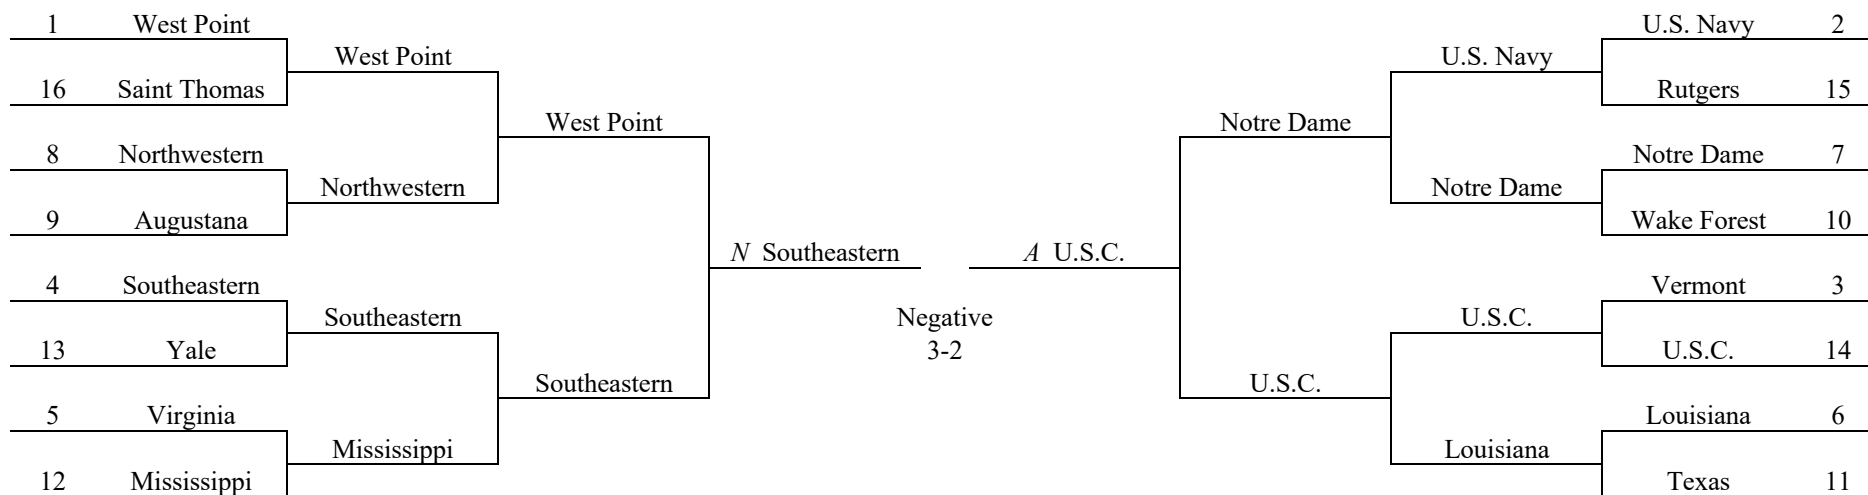 1 West Point U.S. Navy 2
West Point U.S. Navy
16 Saint Thomas Rutgers 15
West Point Notre Dame
8 Northwestern Notre Dame 7
Northwestern Notre Dame
9 Augustana Wake Forest 10
N Southeastern A U.S.C.
4 Southeastern Vermont 3
Southeastern Negative U.S.C.
13 Yale 3-2 U.S.C. 14
Southeastern U.S.C.
5 Virginia Louisiana 6
Mississippi Louisiana
12 Mississippi Texas 11